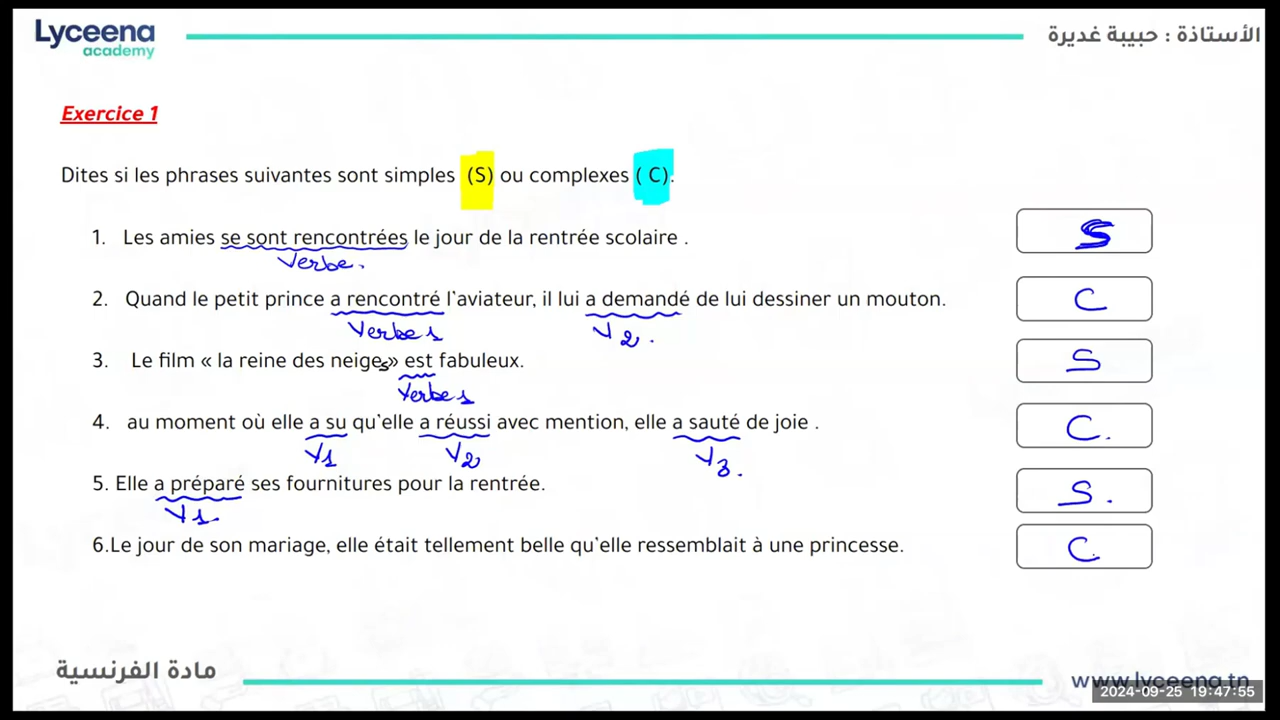 Lyceena
academy
الأستاذة : حبيبة غديرة
Exercice 1
Dites si les phrases suivantes sont simples (S) ou complexes ( C).
1. Les amies se sont rencontrées le jour de la rentrée scolaire . S
Verbe.
2. Quand le petit prince a rencontré l'aviateur, il lui a demandé de lui dessiner un mouton. C
Verbe 1 V2.
3. Le film « la reine des neiges» est fabuleux. S
Verbe 1
4. au moment où elle a su qu'elle a réussi avec mention, elle a sauté de joie . C.
V1 V2 V3.
5. Elle a préparé ses fournitures pour la rentrée. S.
V1.
6.Le jour de son mariage, elle était tellement belle qu'elle ressemblait à une princesse. C
مادة الفرنسية
www.lyceena.tn
2024-09-25 19:47:55